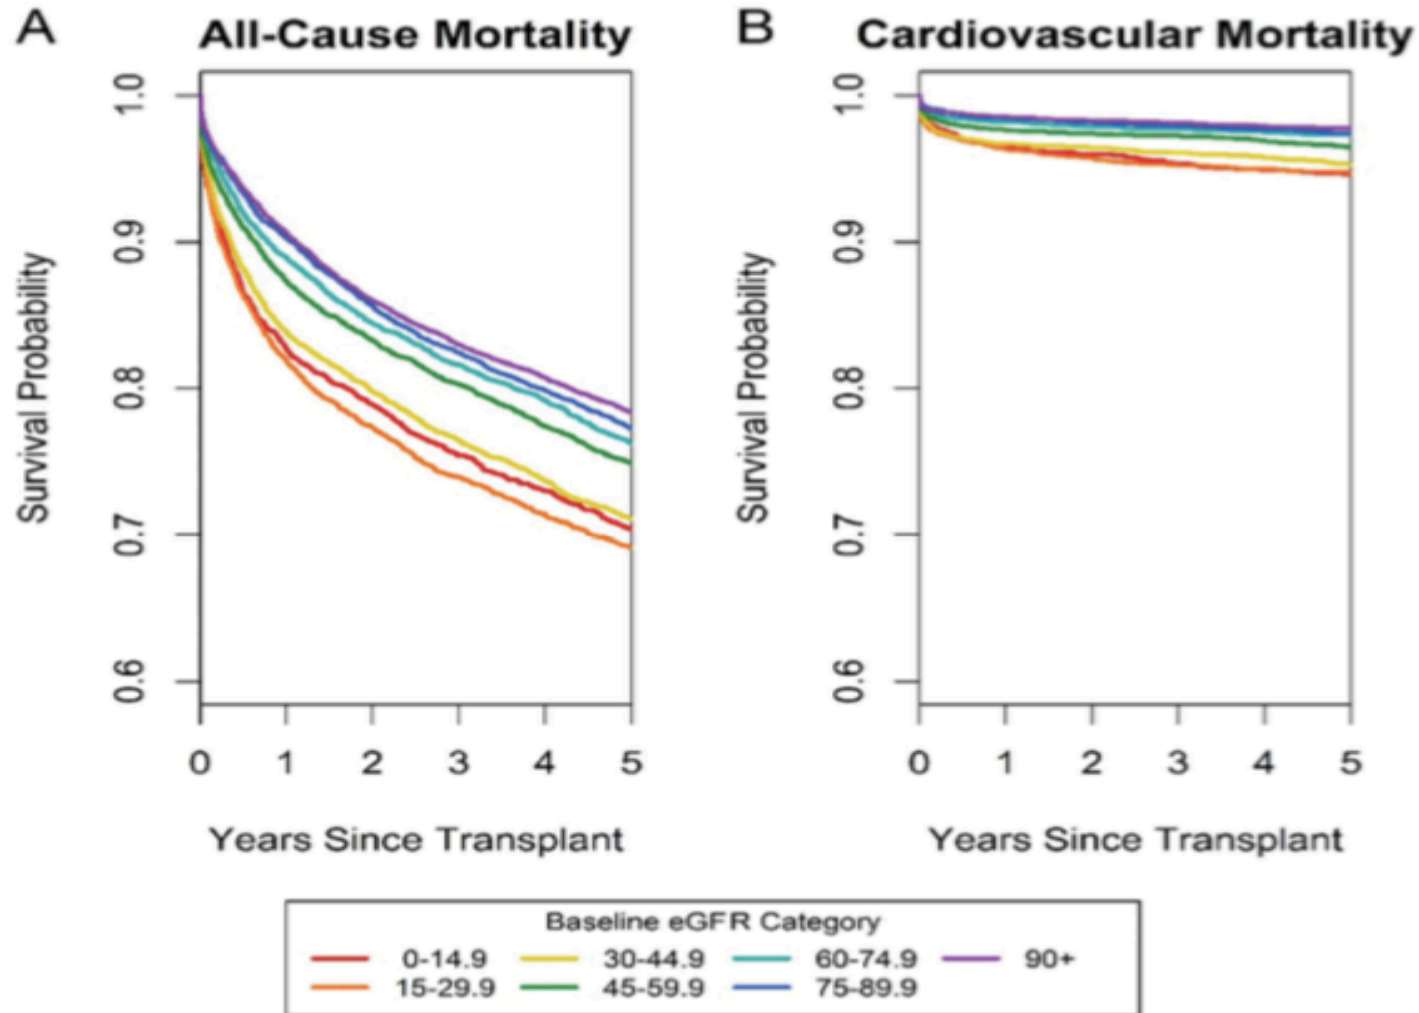 A
All-Cause Mortality
Survival Probability
1.0
0.9
0.8
0.7
0.6
0 1 2 3 4 5
Years Since Transplant
B
Cardiovascular Mortality
Survival Probability
1.0
0.9
0.8
0.7
0.6
0 1 2 3 4 5
Years Since Transplant
Baseline eGFR Category
0-14.9 30-44.9 60-74.9 90+
15-29.9 45-59.9 75-89.9